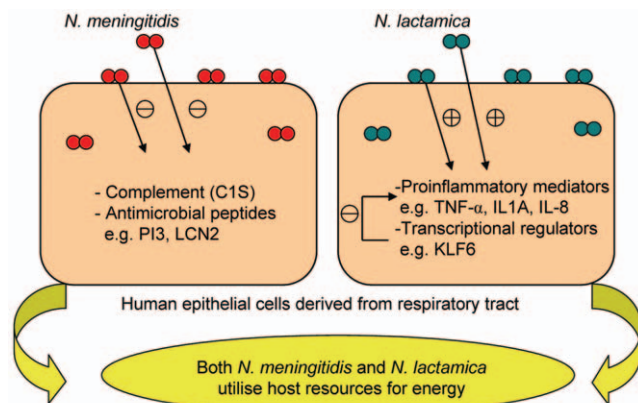 N. meningitidis
N. lactamica
- Complement (C1S)
- Antimicrobial peptides
e.g. PI3, LCN2
-Proinflammatory mediators
e.g. TNF-α, IL1A, IL-8
-Transcriptional regulators
e.g. KLF6
Human epithelial cells derived from respiratory tract
Both N. meningitidis and N. lactamica
utilise host resources for energy